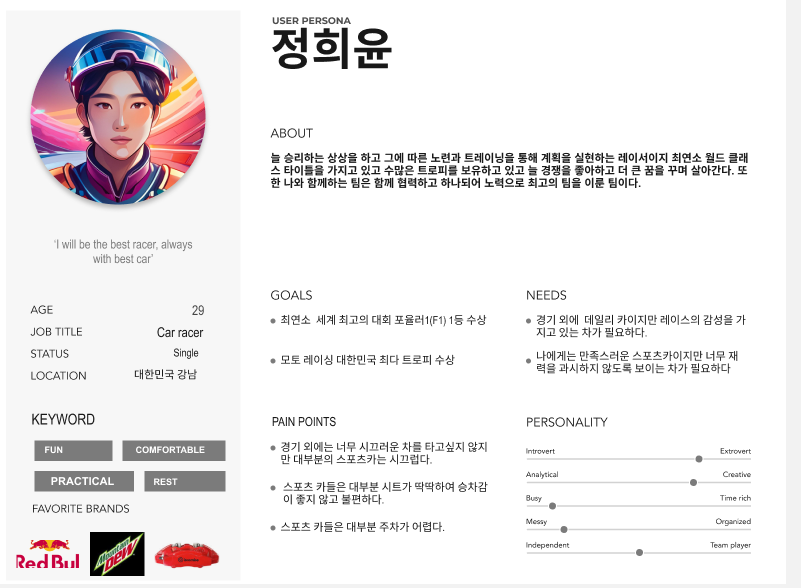 USER PERSONA
정희윤
'I will be the best racer, always
with best car'
AGE 29
JOB TITLE Car racer
STATUS Single
LOCATION 대한민국 강남
KEYWORD
FUN COMFORTABLE
PRACTICAL REST
FAVORITE BRANDS
Red Bul
Mountain
DEW
ABOUT
늘 승리하는 상상을 하고 그에 따른 노련과 트레이닝을 통해 계획을 실현하는 레이서이지 최연소 월드 클래
스 타이틀을 가지고 있고 수많은 트로피를 보유하고 있고 늘 경쟁을 좋아하고 더 큰 꿈을 꾸며 살아간다. 또
한 나와 함께하는 팀은 함께 협력하고 하나되어 노력으로 최고의 팀을 이룬 팀이다.
GOALS
최연소 세계 최고의 대회 포율러1(F1) 1등 수상
모토 레이싱 대한민국 최다 트로피 수상
NEEDS
경기 외에 데일리 카이지만 레이스의 감성을 가
지고 있는 차가 필요하다.
나에게는 만족스러운 스포츠카이지만 너무 재
력을 과시하지 않도록 보이는 차가 필요하다
PAIN POINTS
경기 외에는 너무 시끄러운 차를 타고싶지 않지
만 대부분의 스포츠카는 시끄럽다.
스포츠 카들은 대부분 시트가 딱딱하여 승차감
이 좋지 않고 불편하다.
스포츠 카들은 대부분 주차가 어렵다.
PERSONALITY
Introvert Extrovert
Analytical Creative
Busy Time rich
Messy Organized
Independent Team player